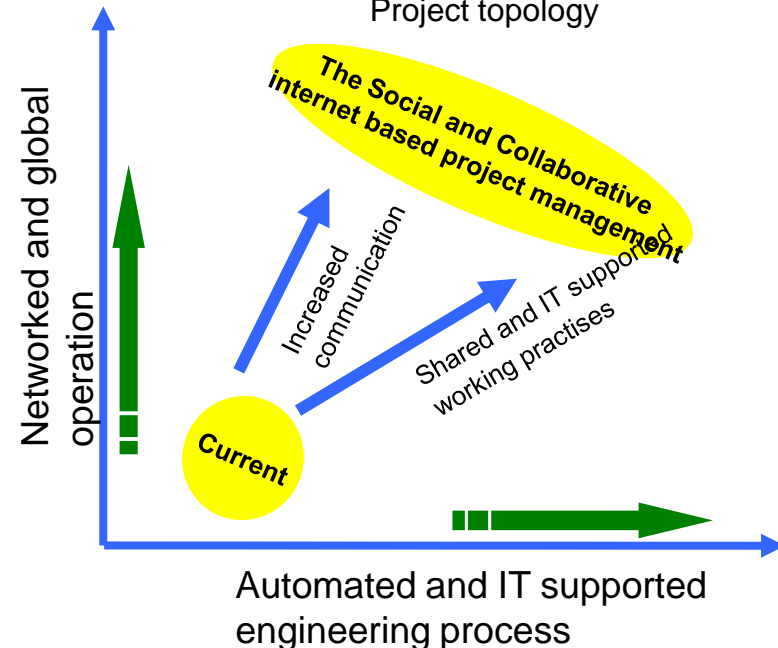 Project topology
The Social and Collaborative
internet based project management
Networked and global
operation
Increased
communication
Shared and IT supported
working practises
Current
Automated and IT supported
engineering process